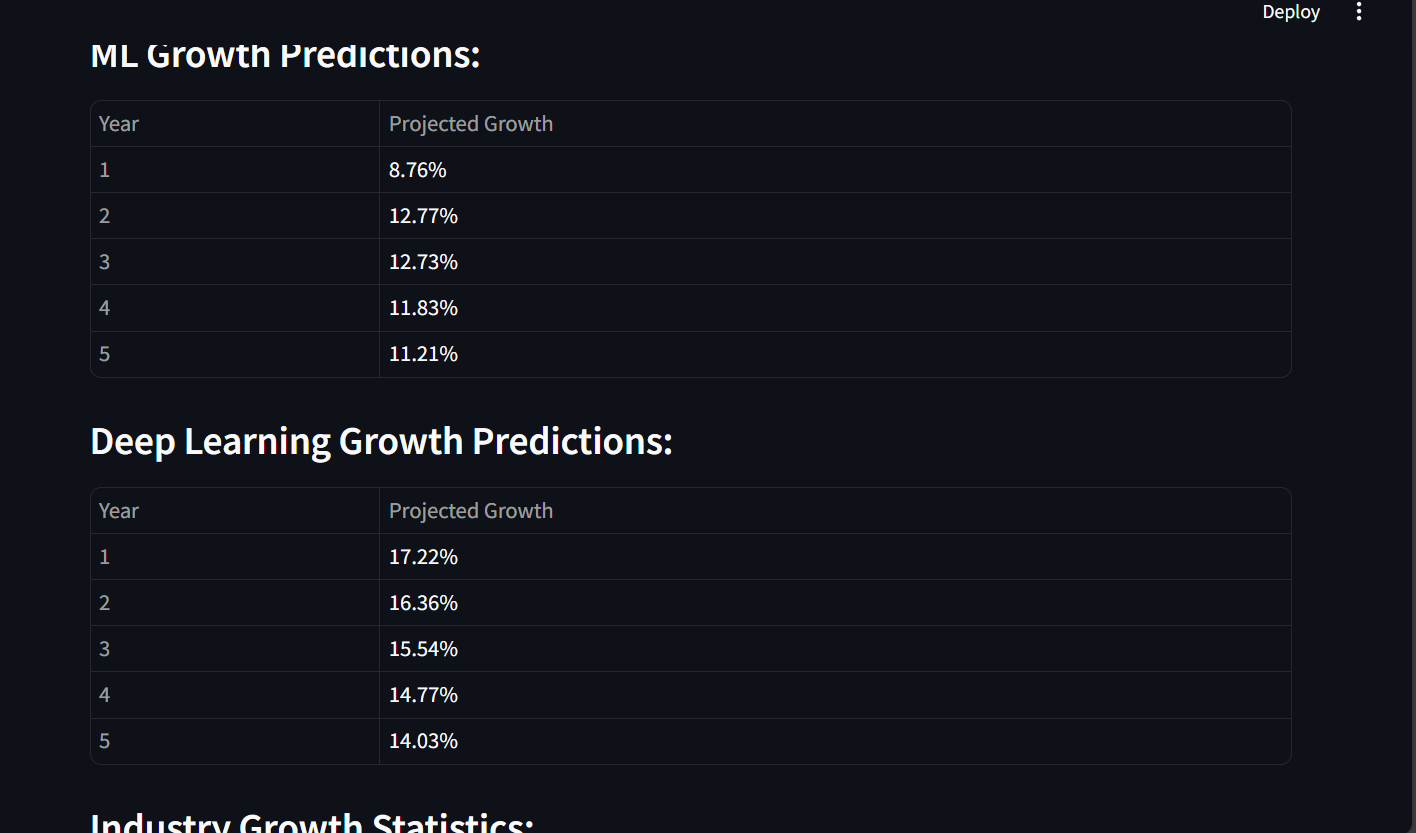 Deploy
ML Growth Predictions:
Year Projected Growth
1 8.76%
2 12.77%
3 12.73%
4 11.83%
5 11.21%
Deep Learning Growth Predictions:
Year Projected Growth
1 17.22%
2 16.36%
3 15.54%
4 14.77%
5 14.03%
Industry Growth Statistics: